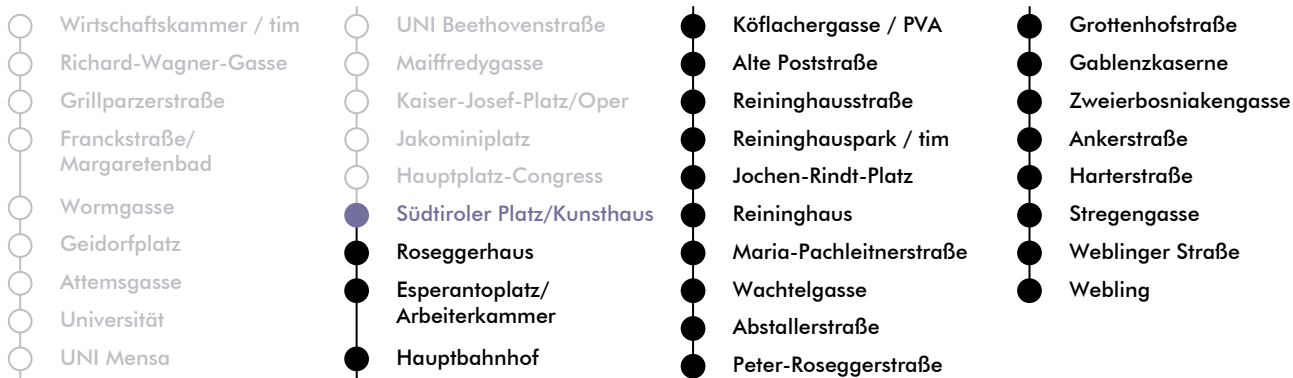 Wirtschaftskammer / tim
Richard-Wagner-Gasse
Grillparzerstraße
Franckstraße/
Margaretenbad
Wormgasse
Geidorfplatz
Attemsgasse
Universität
UNI Mensa
UNI Beethovenstraße
Maiffredygasse
Kaiser-Josef-Platz/Oper
Jakominiplatz
Hauptplatz-Congress
Südtiroler Platz/Kunsthaus
Roseggerhaus
Esperantoplatz/
Arbeiterkammer
Hauptbahnhof
Köflachergasse / PVA
Alte Poststraße
Reininghausstraße
Reininghauspark / tim
Jochen-Rindt-Platz
Reininghaus
Maria-Pachleitnerstraße
Wachtelgasse
Abstallerstraße
Peter-Roseggerstraße
Grottenhofstraße
Gablenzkaserne
Zweierbosniakengasse
Ankerstraße
Harterstraße
Stregengasse
Weblinger Straße
Webling